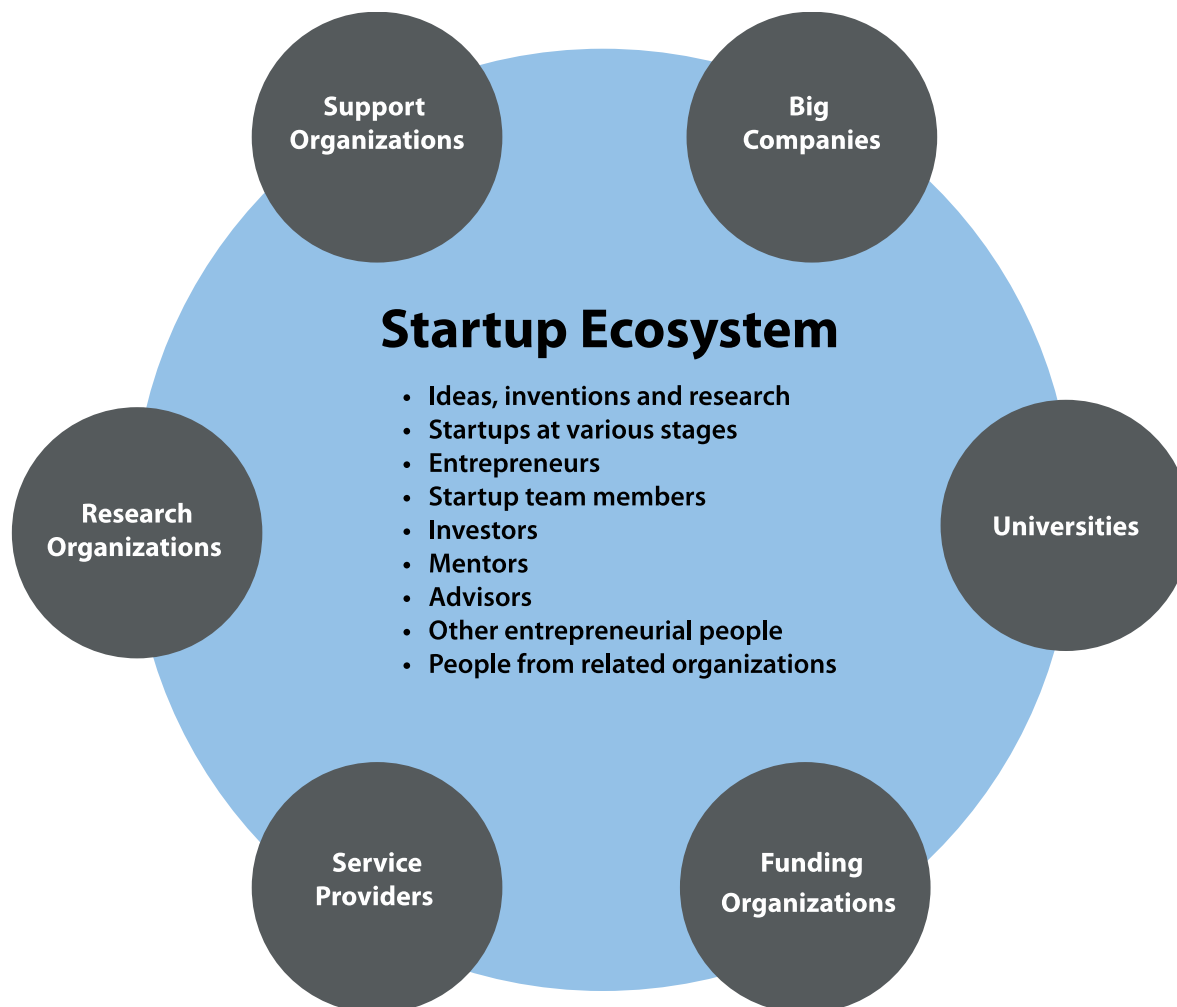 Support
Organizations
Big
Companies
Startup Ecosystem
• Ideas, inventions and research
• Startups at various stages
• Entrepreneurs
• Startup team members
• Investors
• Mentors
• Advisors
• Other entrepreneurial people
• People from related organizations
Research
Organizations
Universities
Service
Providers
Funding
Organizations